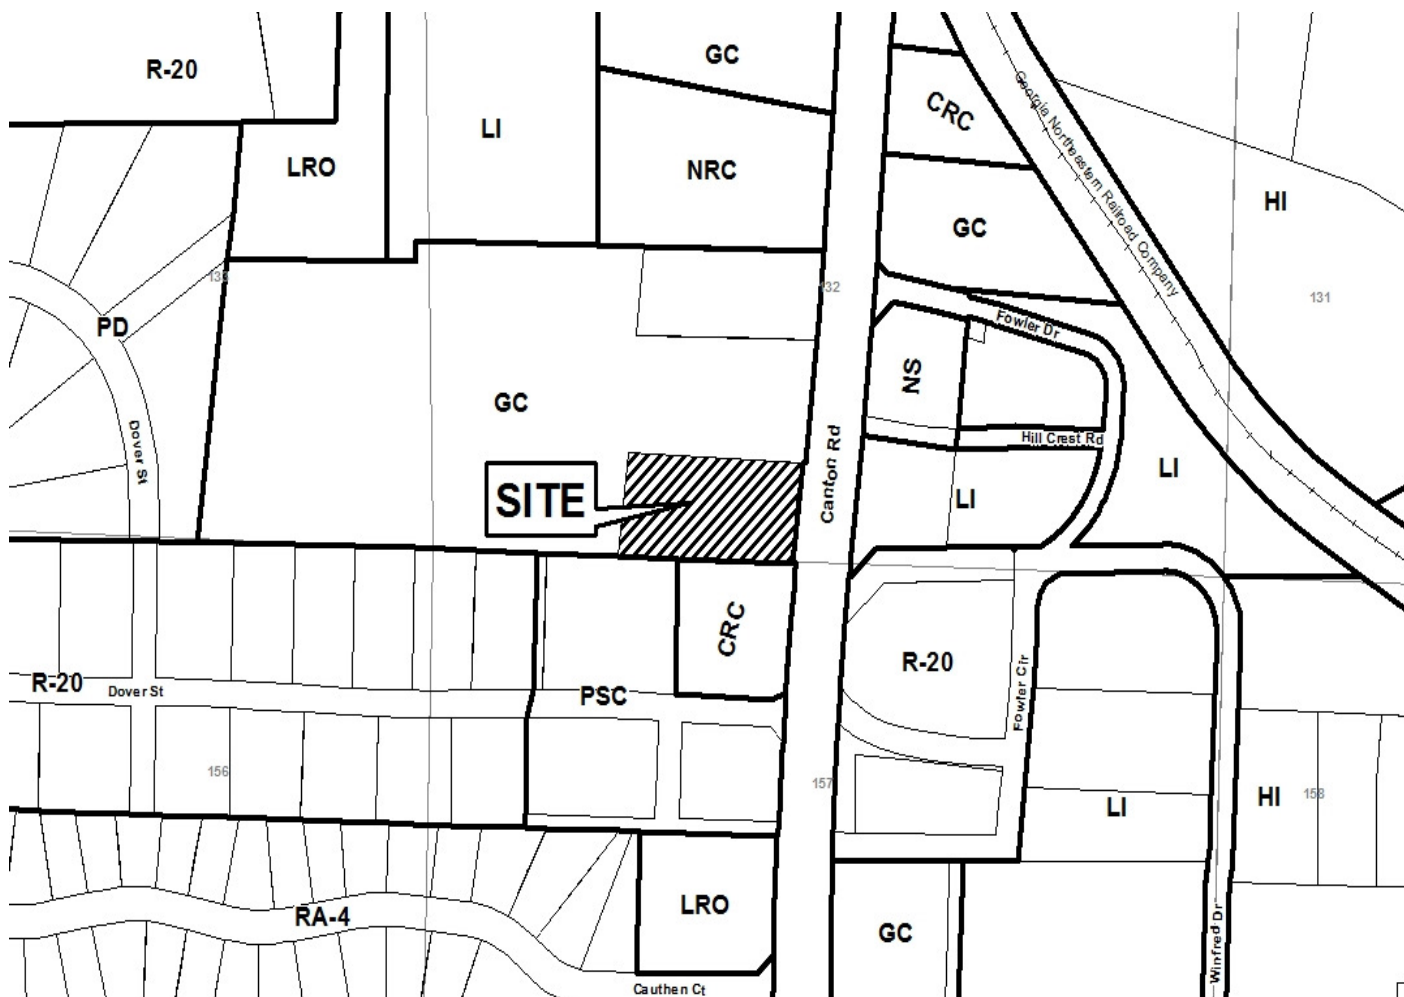 GC
R-20
CRC
LI
LRO
NRC
Georgia Northeastern Railroad Company
HI
GC
133
132
131
PD
Fowler Dr
NS
GC
Dover St
Canton Rd
Hill Crest Rd
LI
SITE
LI
CRC
R-20
R-20
Dover St
PSC
Fowler Cir
156
157
HI
158
LI
LRO
RA-4
GC
Winfred Dr
Cauthen Ct